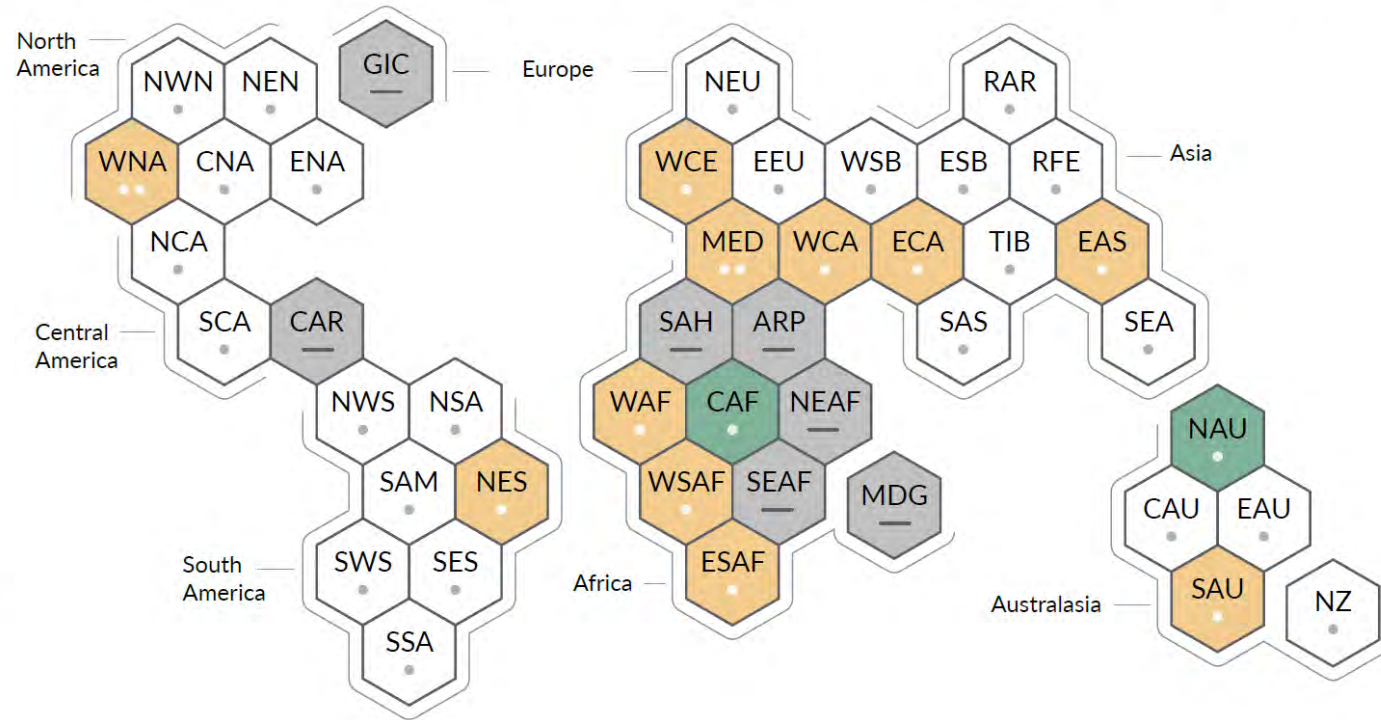 North
America
NWN
NEN
GIC
Europe
NEU
RAR
WNA
CNA
ENA
WCE
EEU
WSB
ESB
RFE
Asia
NCA
MED
WCA
ECA
TIB
EAS
Central
America
SCA
CAR
SAH
ARP
SAS
SEA
NWS
NSA
WAF
CAF
NEAF
NAU
SAM
NES
WSAF
SEAF
MDG
CAU
EAU
South
America
SWS
SES
Africa
ESAF
Australasia
SAU
NZ
SSA